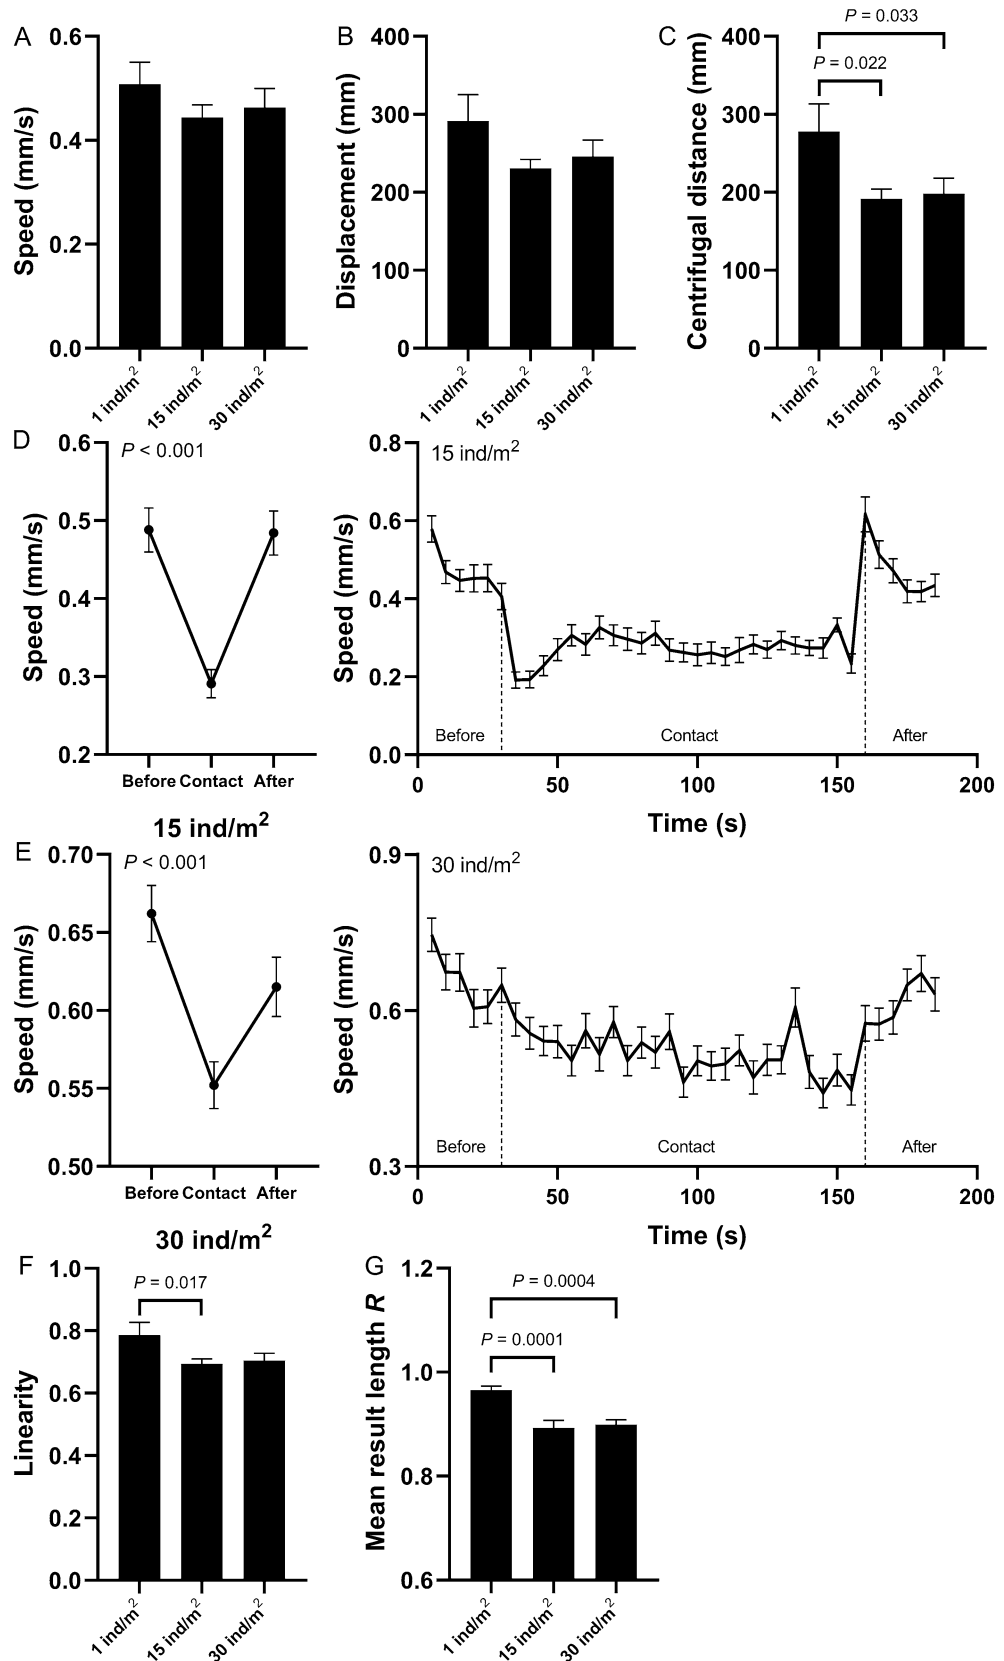 A
Speed (mm/s)
0.6
0.4
0.2
0.0
1 ind/m²
15 ind/m²
30 ind/m²
B
Displacement (mm)
400
300
200
100
0
1 ind/m²
15 ind/m²
30 ind/m²
C
Centrifugal distance (mm)
400
300
200
100
0
P = 0.033
P = 0.022
1 ind/m²
15 ind/m²
30 ind/m²
D
Speed (mm/s)
0.6
0.5
0.4
0.3
0.2
P < 0.001
Before Contact After
15 ind/m²
Speed (mm/s)
0.8
0.6
0.4
0.2
0.0
15 ind/m²
Before Contact After
0 50 100 150 200
Time (s)
E
Speed (mm/s)
0.70
0.65
0.60
0.55
0.50
P < 0.001
Before Contact After
30 ind/m²
Speed (mm/s)
0.9
0.6
0.3
30 ind/m²
Before Contact After
0 50 100 150 200
Time (s)
F
Linearity
1.0
0.8
0.6
0.4
0.2
0.0
P = 0.017
1 ind/m²
15 ind/m²
30 ind/m²
G
Mean result length R
1.2
1.0
0.8
0.6
P = 0.0004
P = 0.0001
1 ind/m²
15 ind/m²
30 ind/m²